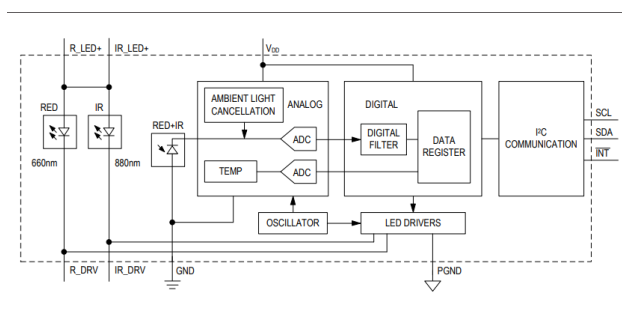 R_LED+ IR_LED+ V_DD
RED IR
660nm 880nm
RED+IR
AMBIENT LIGHT
CANCELLATION
ANALOG
ADC
TEMP
ADC
DIGITAL
DIGITAL
FILTER
DATA
REGISTER
I²C
COMMUNICATION
SCL
SDA
INT
OSCILLATOR
LED DRIVERS
R_DRV IR_DRV GND PGND